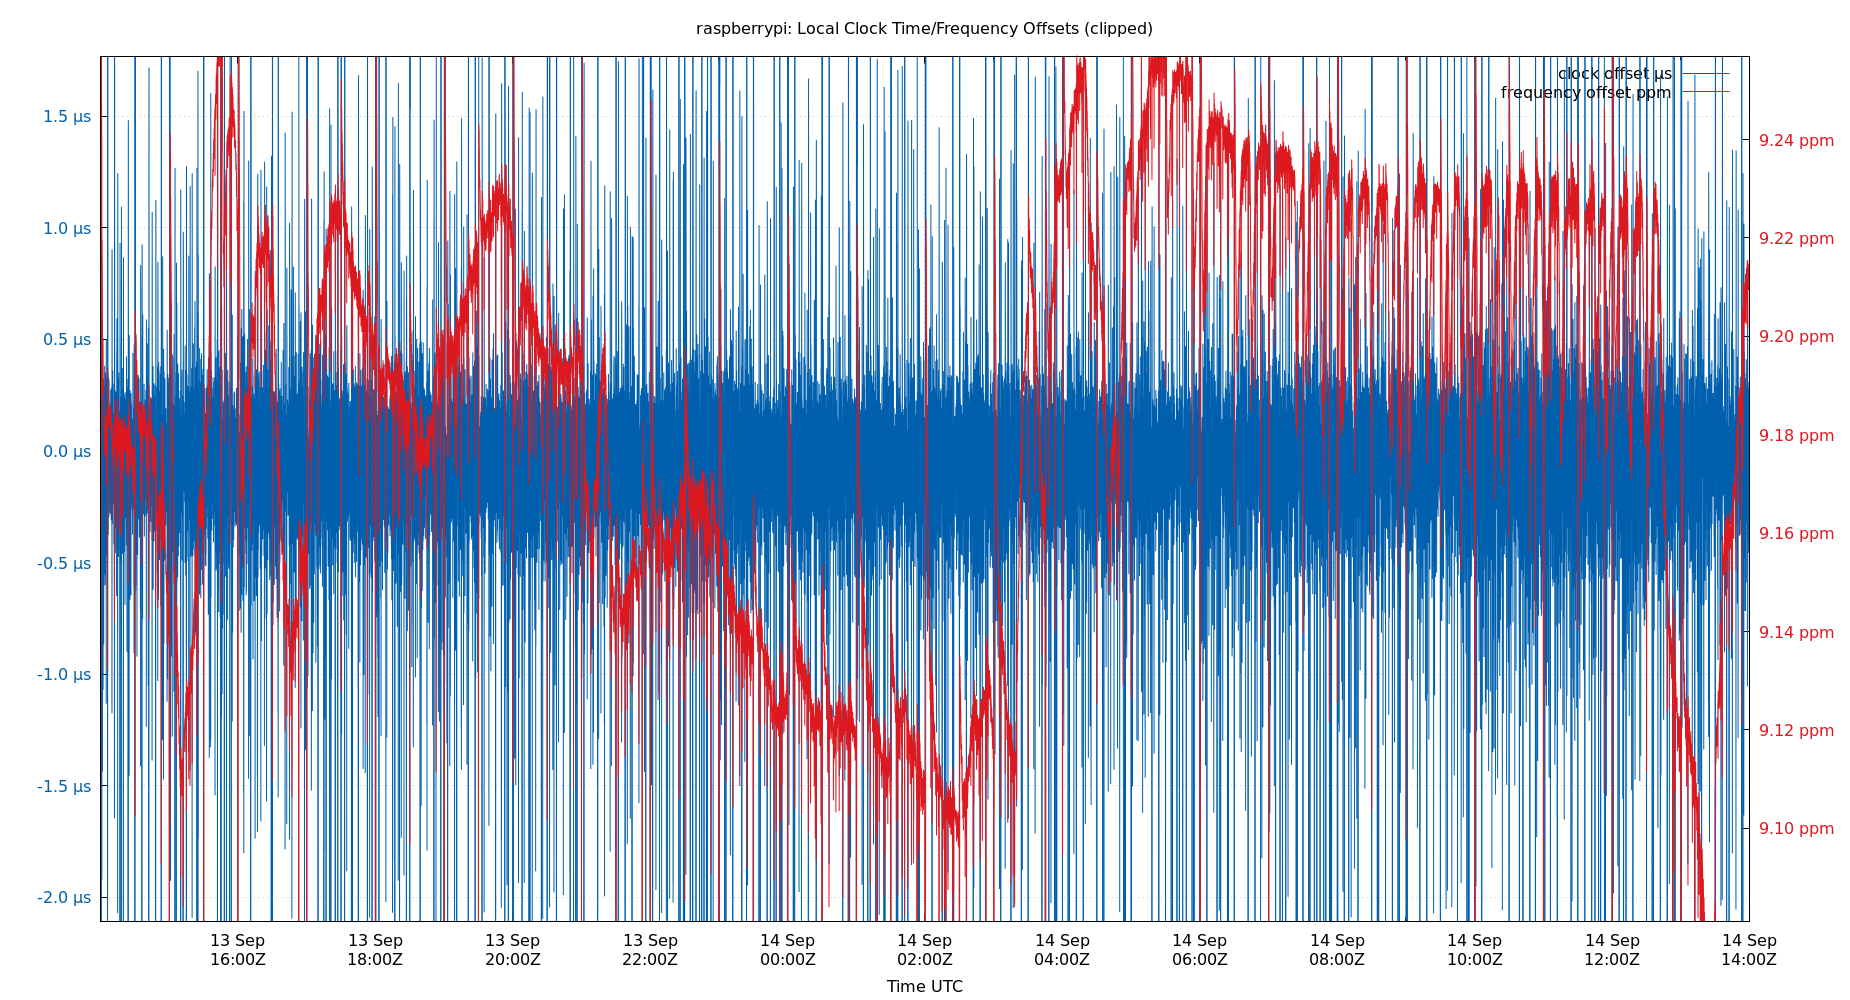 raspberrypi: Local Clock Time/Frequency Offsets (clipped)
clock offset µs
frequency offset ppm
1.5 µs
1.0 µs
0.5 µs
0.0 µs
-0.5 µs
-1.0 µs
-1.5 µs
-2.0 µs
9.24 ppm
9.22 ppm
9.20 ppm
9.18 ppm
9.16 ppm
9.14 ppm
9.12 ppm
9.10 ppm
13 Sep 13 Sep 13 Sep 13 Sep 14 Sep 14 Sep 14 Sep 14 Sep 14 Sep 14 Sep 14 Sep 14 Sep
16:00Z 18:00Z 20:00Z 22:00Z 00:00Z 02:00Z 04:00Z 06:00Z 08:00Z 10:00Z 12:00Z 14:00Z
Time UTC